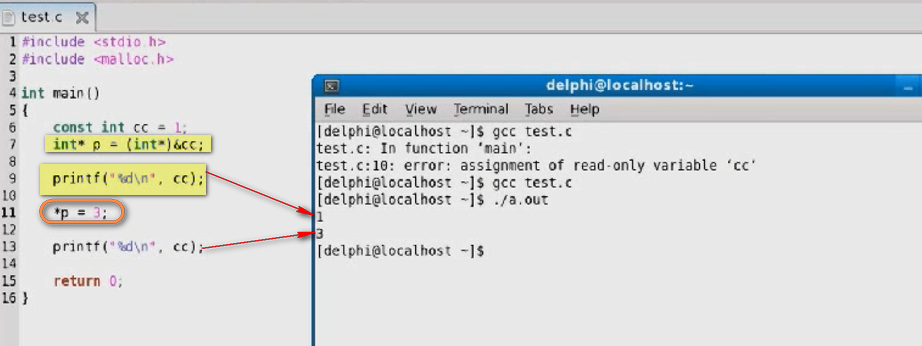 test.c
1 #include <stdio.h>
2 #include <malloc.h>
3
4 int main()
5 {
6 const int cc = 1;
7 int* p = (int*)&cc;
8
9 printf("%d\n", cc);
10
11 *p = 3;
12
13 printf("%d\n", cc);
14
15 return 0;
16 }
delphi@localhost:~
File Edit View Terminal Tabs Help
[delphi@localhost ~]$ gcc test.c
test.c: In function ‘main’:
test.c:10: error: assignment of read-only variable ‘cc’
[delphi@localhost ~]$ gcc test.c
[delphi@localhost ~]$ ./a.out
1
3
[delphi@localhost ~]$